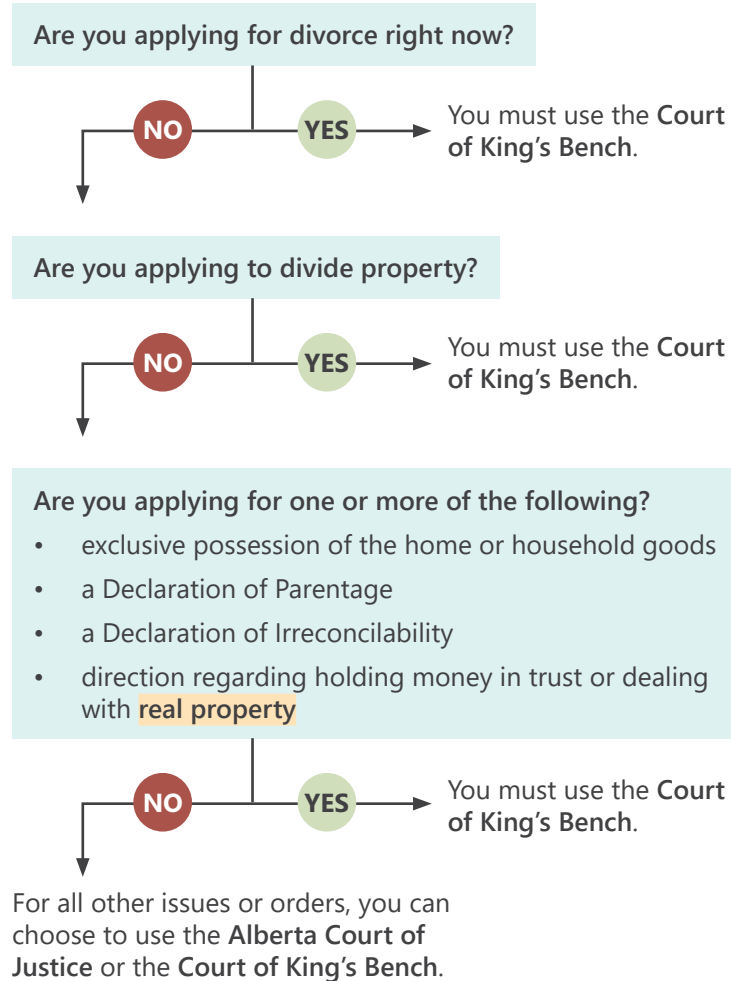 Are you applying for divorce right now?
NO
YES
You must use the Court
of King's Bench.
Are you applying to divide property?
NO
YES
You must use the Court
of King's Bench.
Are you applying for one or more of the following?
• exclusive possession of the home or household goods
• a Declaration of Parentage
• a Declaration of Irreconcilability
• direction regarding holding money in trust or dealing
with real property
NO
YES
You must use the Court
of King's Bench.
For all other issues or orders, you can
choose to use the Alberta Court of
Justice or the Court of King's Bench.